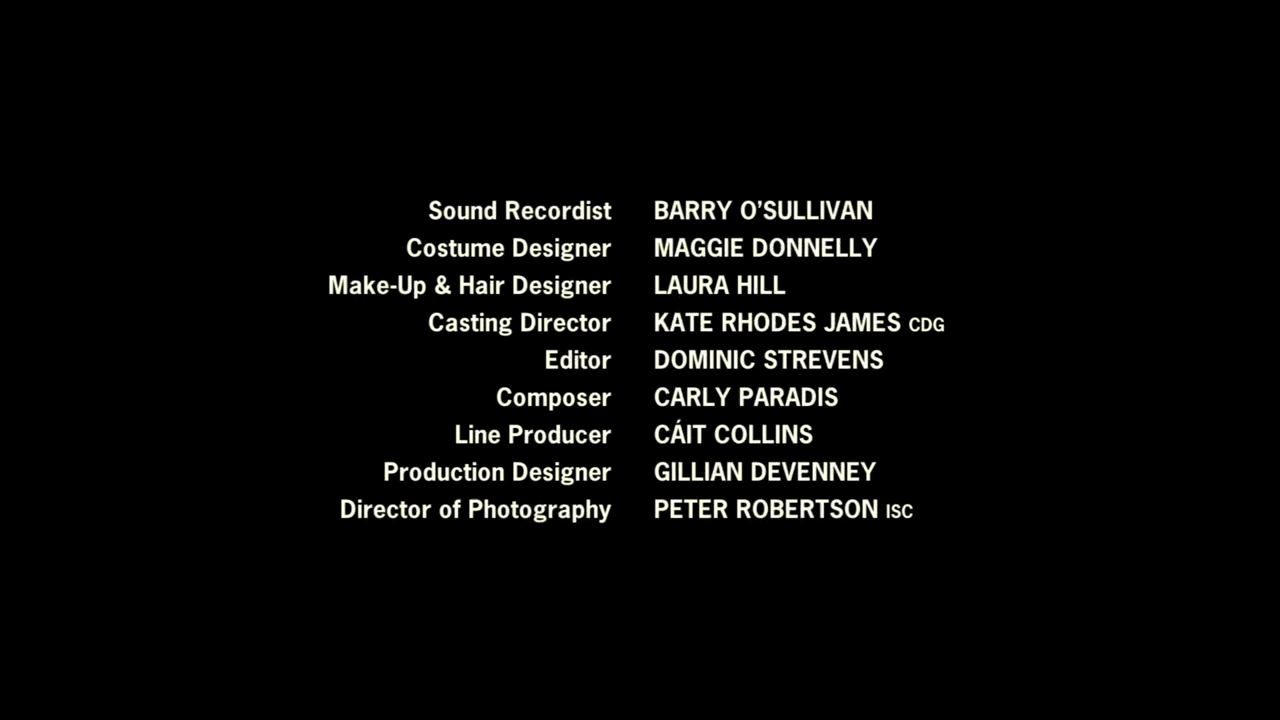 Sound Recordist BARRY O’SULLIVAN
Costume Designer MAGGIE DONNELLY
Make-Up & Hair Designer LAURA HILL
Casting Director KATE RHODES JAMES CDG
Editor DOMINIC STREVENS
Composer CARLY PARADIS
Line Producer CÁIT COLLINS
Production Designer GILLIAN DEVENNEY
Director of Photography PETER ROBERTSON ISC